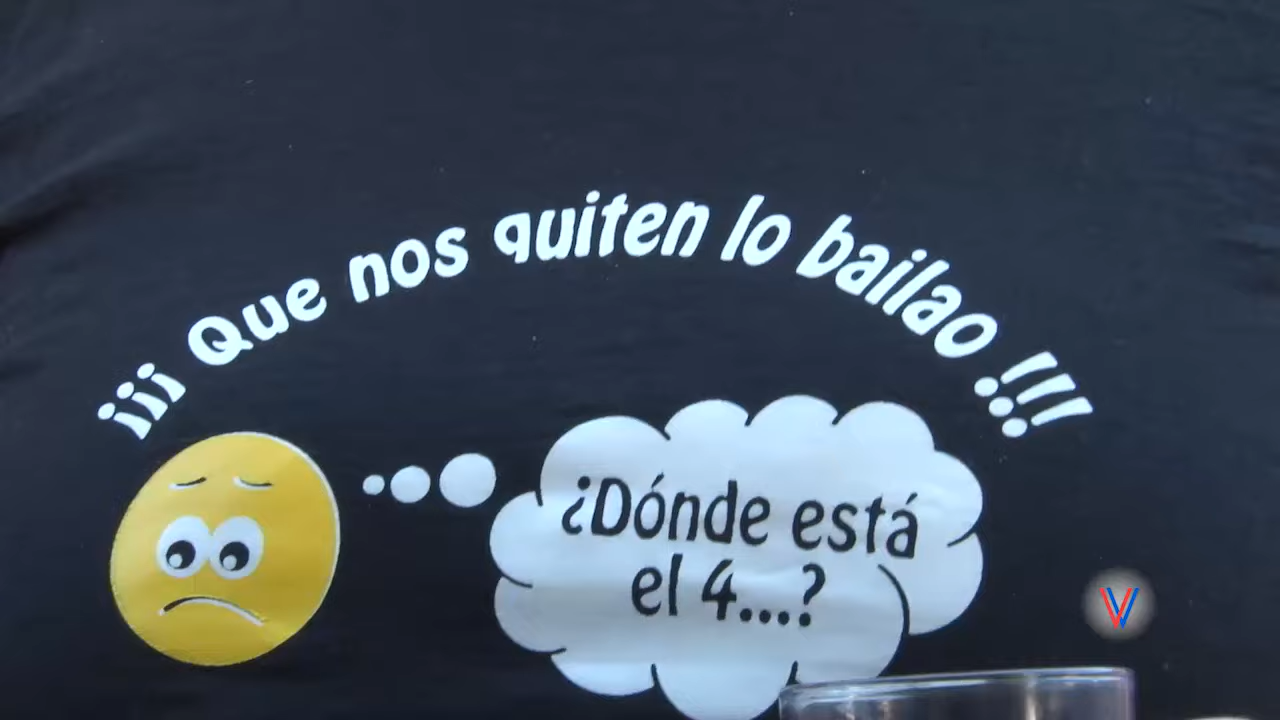 ¡¡¡ Que nos quiten lo bailao !!!
¿Dónde está
el 4...?
V